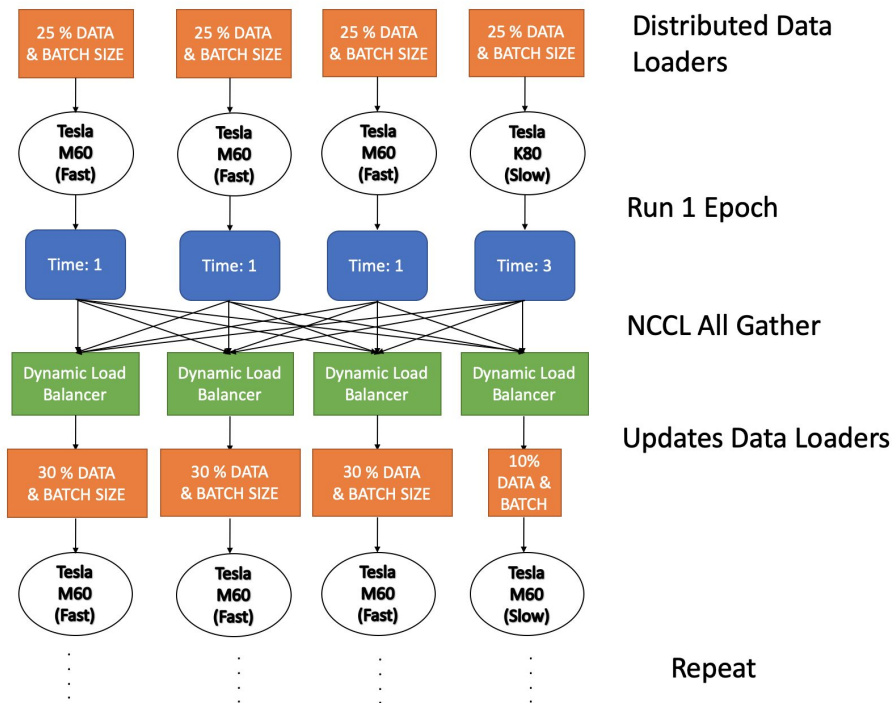 25 % DATA
& BATCH SIZE
25 % DATA
& BATCH SIZE
25 % DATA
& BATCH SIZE
25 % DATA
& BATCH SIZE
Distributed Data
Loaders
Tesla
M60
(Fast)
Tesla
M60
(Fast)
Tesla
M60
(Fast)
Tesla
K80
(Slow)
Run 1 Epoch
Time: 1
Time: 1
Time: 1
Time: 3
NCCL All Gather
Dynamic Load
Balancer
Dynamic Load
Balancer
Dynamic Load
Balancer
Dynamic Load
Balancer
Updates Data Loaders
30 % DATA
& BATCH SIZE
30 % DATA
& BATCH SIZE
30 % DATA
& BATCH SIZE
10%
DATA &
BATCH
Tesla
M60
(Fast)
Tesla
M60
(Fast)
Tesla
M60
(Fast)
Tesla
M60
(Slow)
Repeat